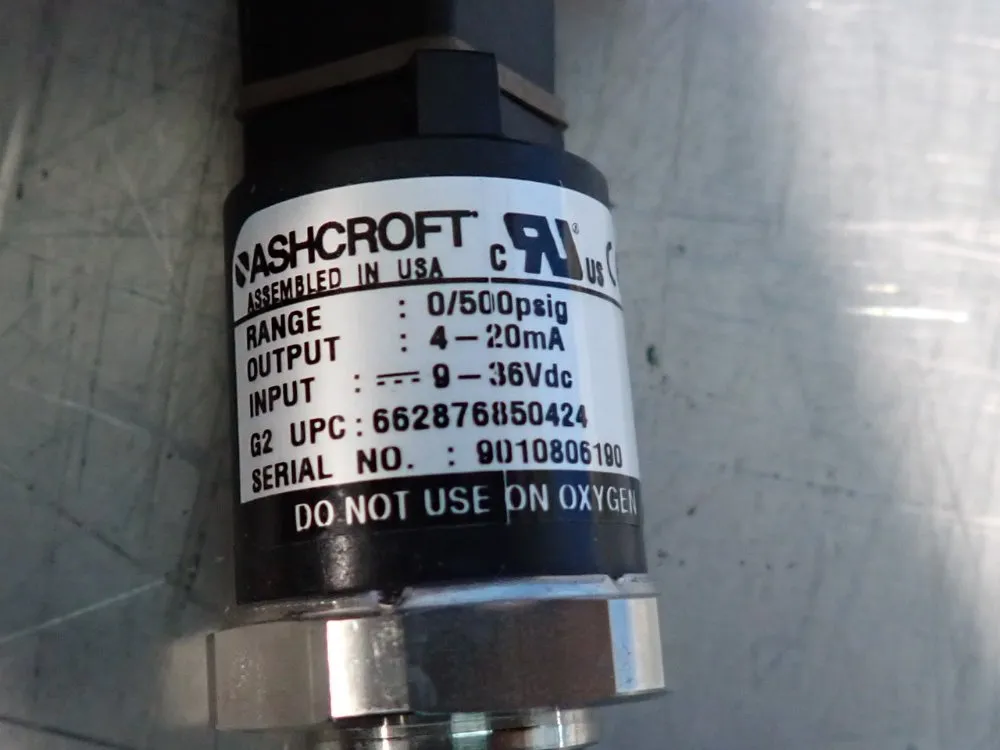 ASHCROFT
ASSEMBLED IN USA
C RU® US
RANGE : 0/500psig
OUTPUT : 4-20mA
INPUT : 9-36Vdc
G2 UPC : 662876850424
SERIAL NO. : 9010806190
DO NOT USE ON OXYGEN